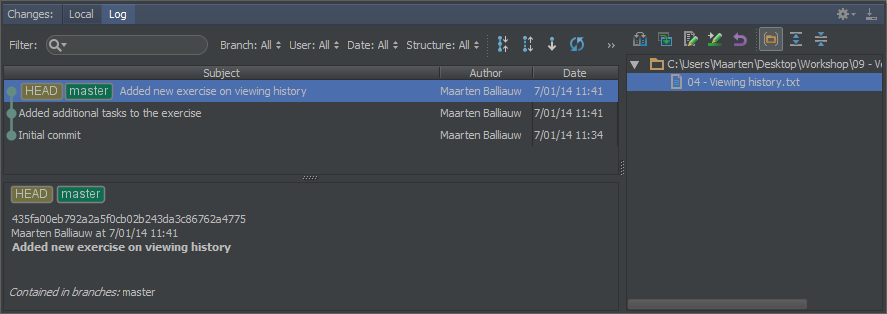 Changes: Local Log
Filter: Branch: All User: All Date: All Structure: All »
Subject Author Date
HEAD master Added new exercise on viewing history Maarten Balliauw 7/01/14 11:41
Added additional tasks to the exercise Maarten Balliauw 7/01/14 11:41
Initial commit Maarten Balliauw 7/01/14 11:34
HEAD master
435fa00eb792a2a5f0cb02b243da3c86762a4775
Maarten Balliauw at 7/01/14 11:41
Added new exercise on viewing history
Contained in branches: master
C:\Users\Maarten\Desktop\Workshop\09 - V
04 - Viewing history.txt